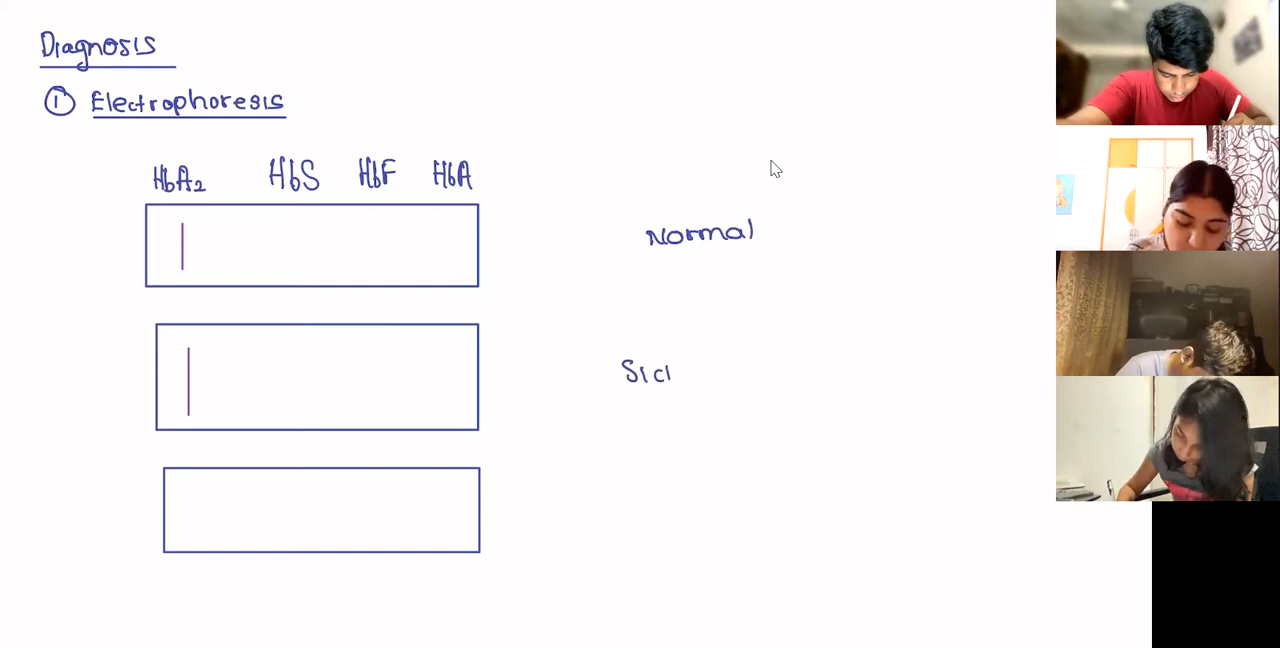 Diagnosis
① Electrophoresis
HbA₂ HbS HbF HbA
Normal
Sicl